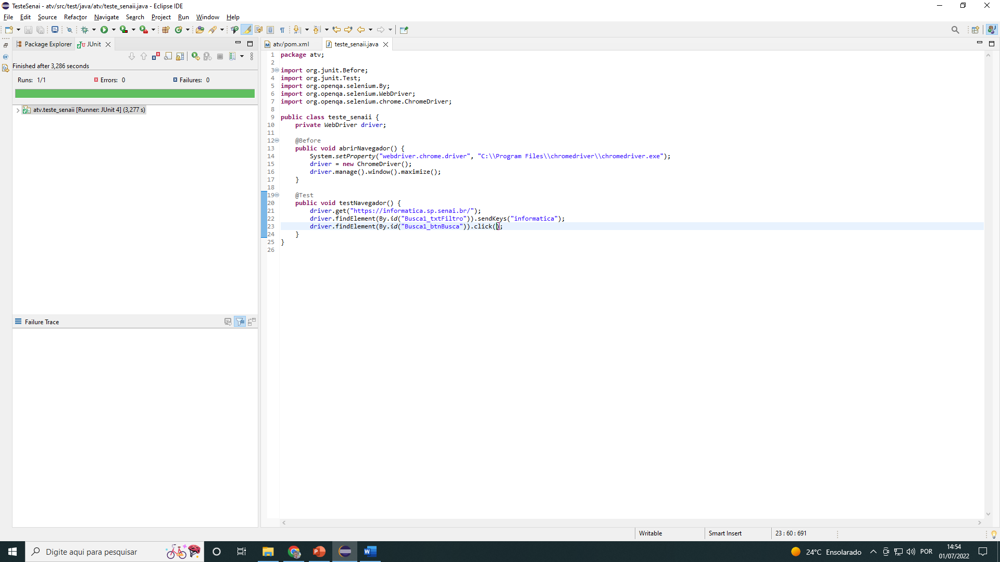 TesteSenai - atv/src/test/java/atv/teste_senaii.java - Eclipse IDE
File Edit Source Refactor Navigate Search Project Run Window Help
Package Explorer JUnit
Finished after 3,286 seconds
Runs: 1/1 Errors: 0 Failures: 0
atv.teste_senaii [Runner: JUnit 4] (3,277 s)
Failure Trace
atv/pom.xml teste_senaii.java
1 package atv;
2
3 import org.junit.Before;
4 import org.junit.Test;
5 import org.openqa.selenium.By;
6 import org.openqa.selenium.WebDriver;
7 import org.openqa.selenium.chrome.ChromeDriver;
8
9 public class teste_senaii {
10 private WebDriver driver;
11
12 @Before
13 public void abrirNavegador() {
14 System.setProperty("webdriver.chrome.driver", "C:\\Program Files\\chromedriver\\chromedriver.exe");
15 driver = new ChromeDriver();
16 driver.manage().window().maximize();
17 }
18
19 @Test
20 public void testNavegador() {
21 driver.get("https://informatica.sp.senai.br/");
22 driver.findElement(By.id("Busca1_txtFiltro")).sendKeys("informatica");
23 driver.findElement(By.id("Busca1_btnBusca")).click();
24 }
25 }
26
Writable Smart Insert 23 : 60 : 691
Digite aqui para pesquisar
24°C Ensolarado
POR
14:54
01/07/2022